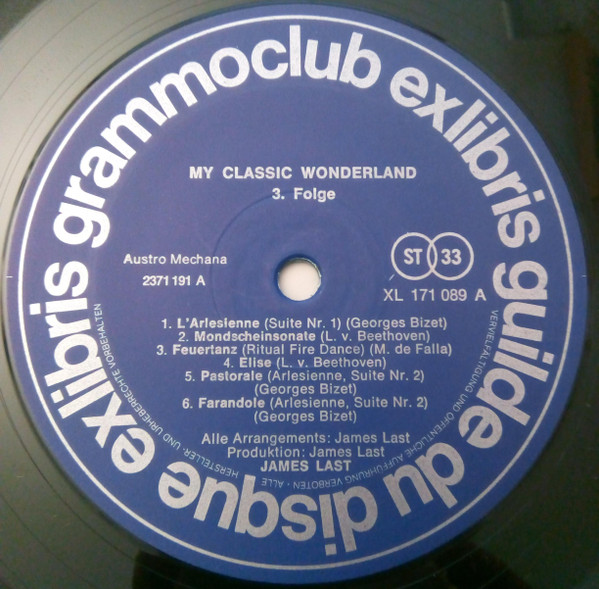 grammoclub exlibris guilde du disque exlibris
MY CLASSIC WONDERLAND
3. Folge
Austro Mechana
2371 191 A
ST 33
XL 171 089 A
1. L'Arlesienne (Suite Nr. 1) (Georges Bizet)
2. Mondscheinsonate (L. v. Beethoven)
3. Feuertanz (Ritual Fire Dance) (M. de Falla)
4. Elise (L. v. Beethoven)
5. Pastorale (Arlesienne, Suite Nr. 2)
(Georges Bizet)
6. Farandole (Arlesienne, Suite Nr. 2)
(Georges Bizet)
Alle Arrangements: James Last
Produktion: James Last
JAMES LAST
ALLE HERSTELLER- UND URHEBERRECHTE VORBEHALTEN
VERVIELFÄLTIGUNG UND ÖFFENTLICHE AUFFÜHRUNG VERBOTEN •